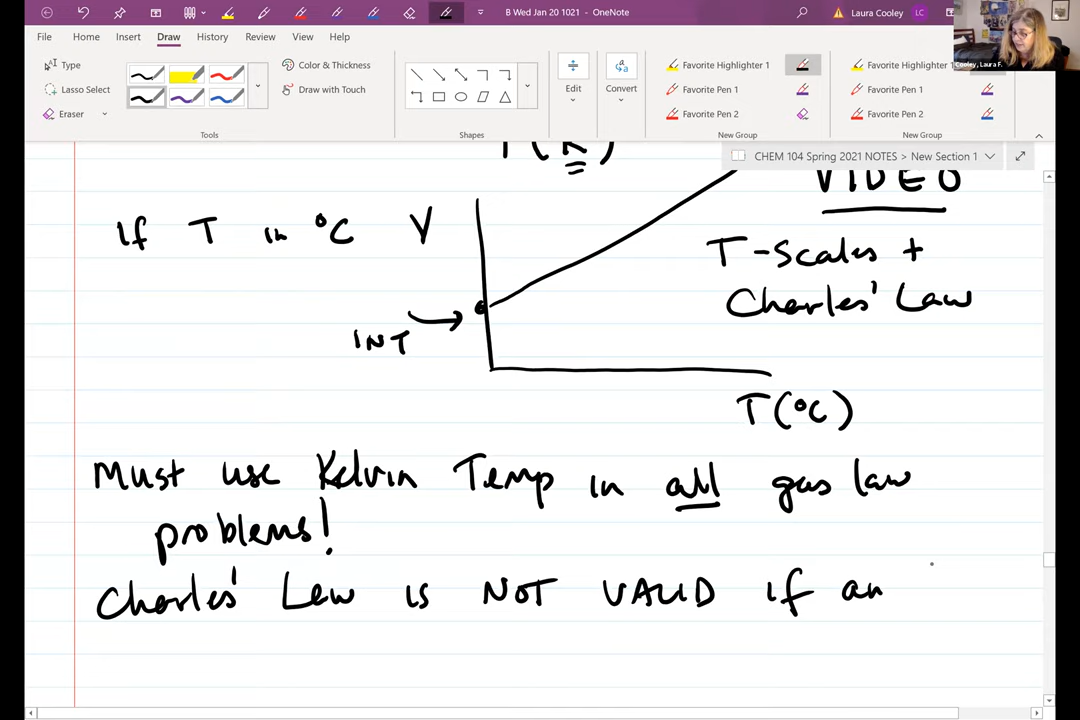 B Wed Jan 20 1021 - OneNote
Laura Cooley
LC
File Home Insert Draw History Review View Help
Type
Lasso Select
Eraser
Tools
Color & Thickness
Draw with Touch
Shapes
Edit
Convert
Favorite Highlighter 1
Favorite Pen 1
Favorite Pen 2
New Group
Favorite Highlighter 1
Favorite Pen 1
Favorite Pen 2
New Group
Cooley, Laura F.
CHEM 104 Spring 2021 NOTES > New Section 1
T(K)
VIDEO
If T in °C V
T-Scales +
Charles' Law
INT
T(°C)
Must use Kelvin Temp in all gas law
problems!
Charles' Law is NOT VALID if an